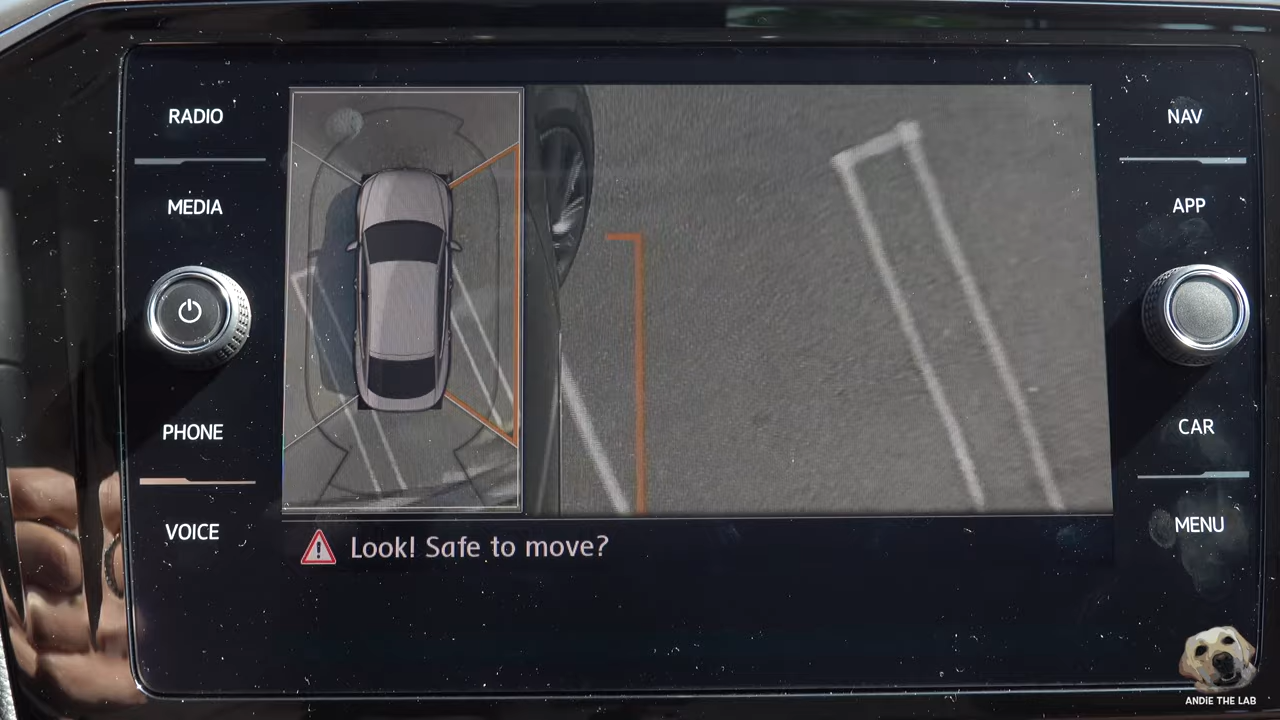 RADIO
MEDIA
PHONE
VOICE
Look! Safe to move?
NAV
APP
CAR
MENU
ANDIE THE LAB